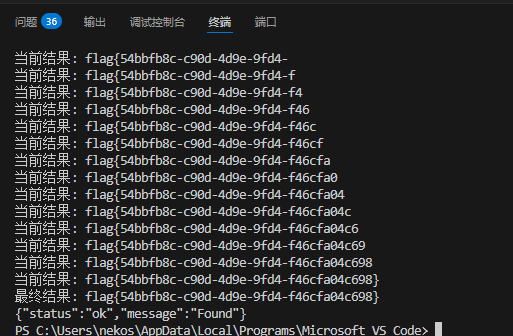 问题 36 输出 调试控制台 终端 端口
当前结果: flag{54bbfb8c-c90d-4d9e-9fd4-
当前结果: flag{54bbfb8c-c90d-4d9e-9fd4-f
当前结果: flag{54bbfb8c-c90d-4d9e-9fd4-f4
当前结果: flag{54bbfb8c-c90d-4d9e-9fd4-f46
当前结果: flag{54bbfb8c-c90d-4d9e-9fd4-f46c
当前结果: flag{54bbfb8c-c90d-4d9e-9fd4-f46cf
当前结果: flag{54bbfb8c-c90d-4d9e-9fd4-f46cfa
当前结果: flag{54bbfb8c-c90d-4d9e-9fd4-f46cfa0
当前结果: flag{54bbfb8c-c90d-4d9e-9fd4-f46cfa04
当前结果: flag{54bbfb8c-c90d-4d9e-9fd4-f46cfa04c
当前结果: flag{54bbfb8c-c90d-4d9e-9fd4-f46cfa04c6
当前结果: flag{54bbfb8c-c90d-4d9e-9fd4-f46cfa04c69
当前结果: flag{54bbfb8c-c90d-4d9e-9fd4-f46cfa04c698
当前结果: flag{54bbfb8c-c90d-4d9e-9fd4-f46cfa04c698}
最终结果: flag{54bbfb8c-c90d-4d9e-9fd4-f46cfa04c698}
{"status":"ok","message":"Found"}
PS C:\Users\nekos\AppData\Local\Programs\Microsoft VS Code>